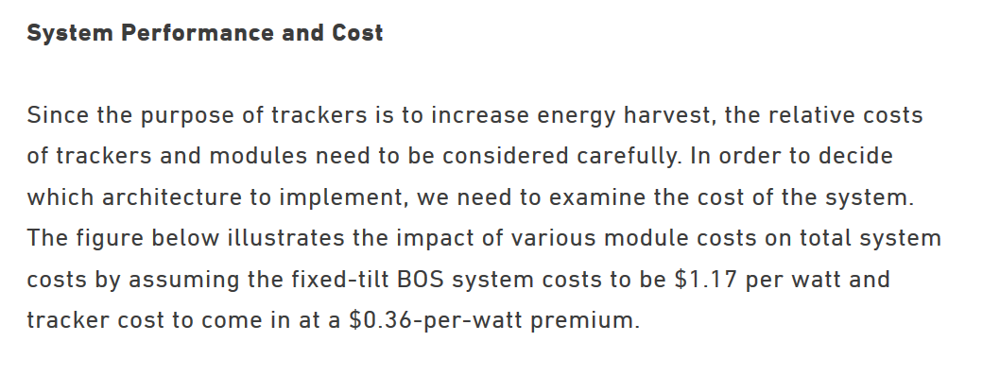 System Performance and Cost
Since the purpose of trackers is to increase energy harvest, the relative costs
of trackers and modules need to be considered carefully. In order to decide
which architecture to implement, we need to examine the cost of the system.
The figure below illustrates the impact of various module costs on total system
costs by assuming the fixed-tilt BOS system costs to be $1.17 per watt and
tracker cost to come in at a $0.36-per-watt premium.